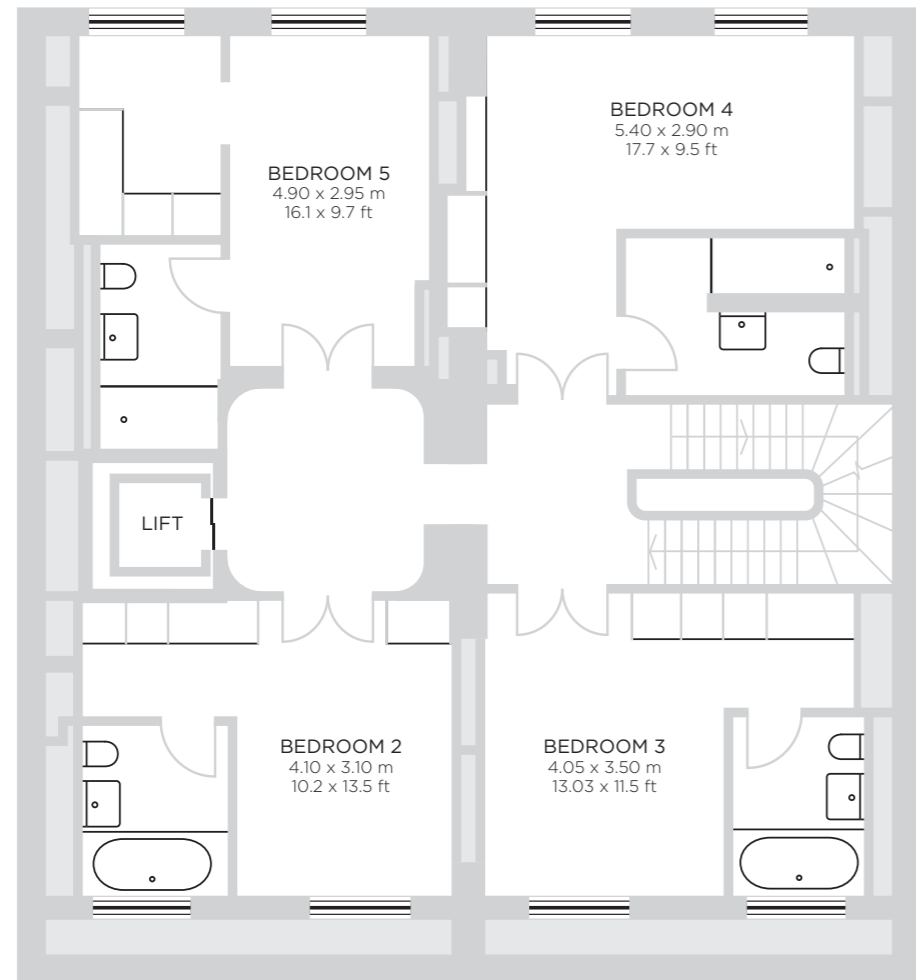 BEDROOM 4
5.40 x 2.90 m
17.7 x 9.5 ft
BEDROOM 5
4.90 x 2.95 m
16.1 x 9.7 ft
LIFT
BEDROOM 2
4.10 x 3.10 m
10.2 x 13.5 ft
BEDROOM 3
4.05 x 3.50 m
13.03 x 11.5 ft